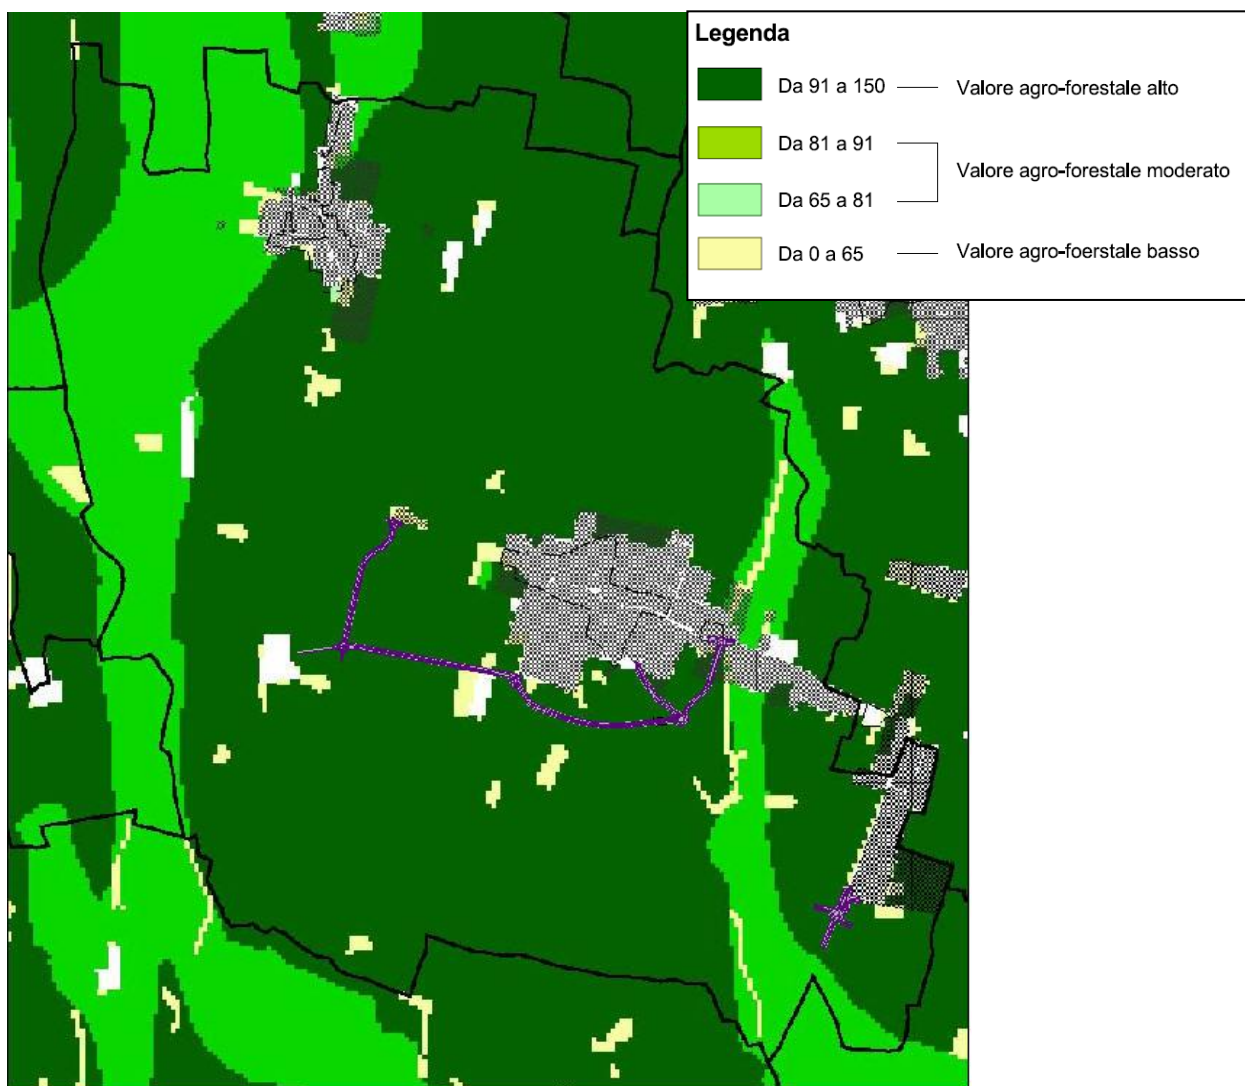 Legenda
Da 91 a 150 Valore agro-forestale alto
Da 81 a 91
Valore agro-forestale moderato
Da 65 a 81
Da 0 a 65 Valore agro-foerstale basso